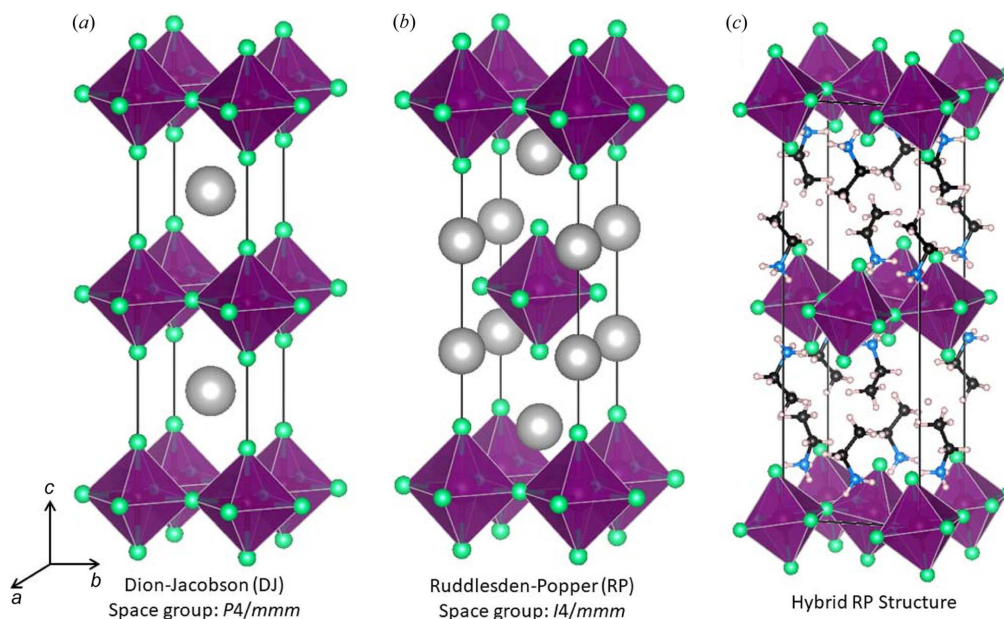 (a)
(b)
(c)
c
b
a
Dion-Jacobson (DJ)
Space group: P4/mmm
Ruddlesden-Popper (RP)
Space group: I4/mmm
Hybrid RP Structure